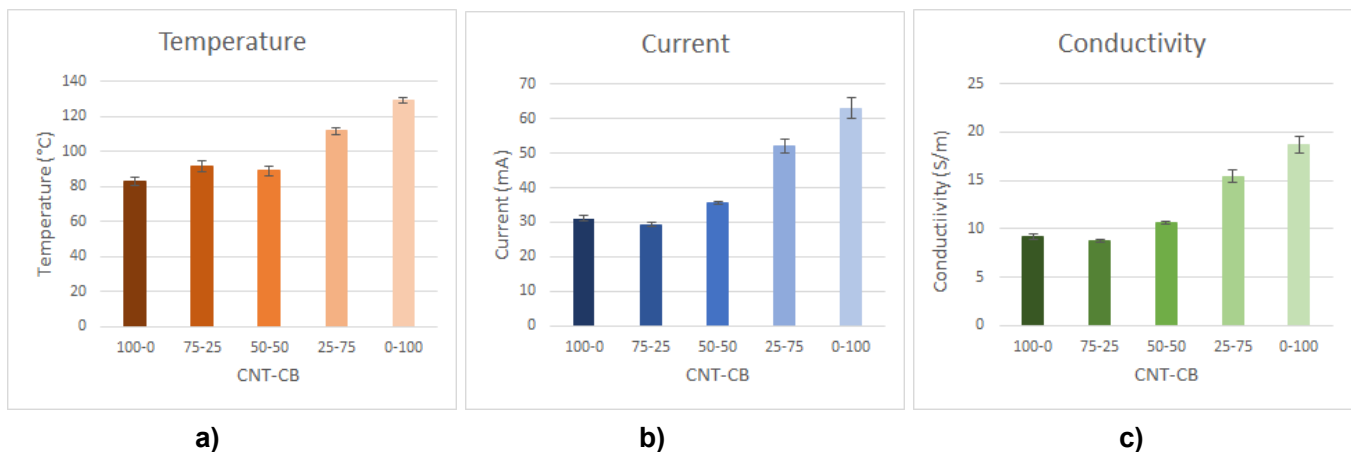 Temperature
Temperature (°C)
140
120
100
80
60
40
20
0
100-0 75-25 50-50 25-75 0-100
CNT-CB
a)
Current
Current (mA)
70
60
50
40
30
20
10
0
100-0 75-25 50-50 25-75 0-100
CNT-CB
b)
Conductivity
Conductiivity (S/m)
25
20
15
10
5
0
100-0 75-25 50-50 25-75 0-100
CNT-CB
c)